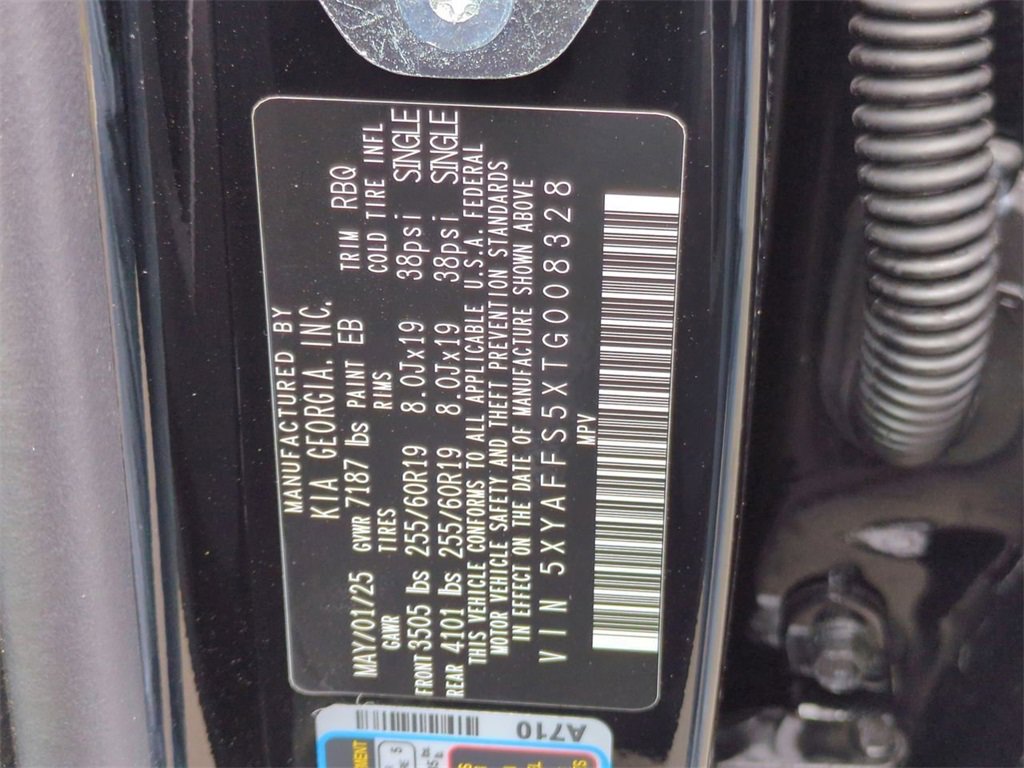 MANUFACTURED BY
KIA GEORGIA. INC.
MAY/01/25 GVWR 7187 lbs PAINT EB TRIM RBQ
GAWR TIRES RIMS COLD TIRE INFL
FRONT 3505 lbs 255/60R19 8.0Jx19 38psi SINGLE
REAR 4101 lbs 255/60R19 8.0Jx19 38psi SINGLE
THIS VEHICLE CONFORMS TO ALL APPLICABLE U.S.A. FEDERAL
MOTOR VEHICLE SAFETY AND THEFT PREVENTION STANDARDS
IN EFFECT ON THE DATE OF MANUFACTURE SHOWN ABOVE
VIN 5XYAFFS5XTG008328
MPV
A710